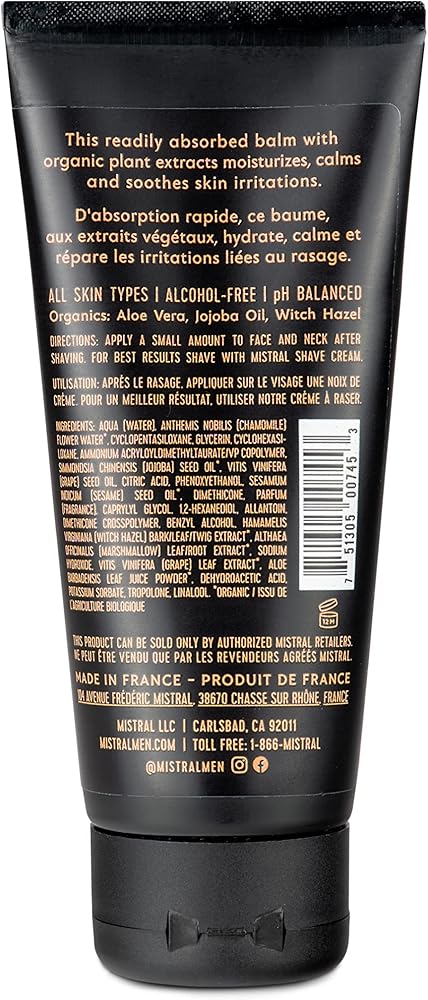 This readily absorbed balm with
organic plant extracts moisturizes, calms
and soothes skin irritations.
D'absorption rapide, ce baume,
aux extraits végétaux, hydrate, calme et
répare les irritations liées au rasage.
ALL SKIN TYPES | ALCOHOL-FREE | pH BALANCED
Organics: Aloe Vera, Jojoba Oil, Witch Hazel
DIRECTIONS: APPLY A SMALL AMOUNT TO FACE AND NECK AFTER
SHAVING. FOR BEST RESULTS SHAVE WITH MISTRAL SHAVE CREAM.
UTILISATION: APRÈS LE RASAGE, APPLIQUER SUR LE VISAGE UNE NOIX DE
CRÈME. POUR UN MEILLEUR RÉSULTAT, UTILISER NOTRE CRÈME À RASER.
INGREDIENTS: AQUA (WATER), ANTHEMIS NOBILIS (CHAMOMILE)
FLOWER WATER*, CYCLOPENTASILOXANE, GLYCERIN, CYCLOHEXASI-
LOXANE, AMMONIUM ACRYLOYLDIMETHYLTAURATE/VP COPOLYMER,
SIMMONDSIA CHINENSIS (JOJOBA) SEED OIL*, VITIS VINIFERA
(GRAPE) SEED OIL, CITRIC ACID, PHENOXYETHANOL, SESAMUM
INDICUM (SESAME) SEED OIL*, DIMETHICONE, PARFUM
(FRAGRANCE), CAPRYLYL GLYCOL, 1,2-HEXANEDIOL, ALLANTOIN,
DIMETHICONE CROSSPOLYMER, BENZYL ALCOHOL, HAMAMELIS
VIRGINIANA (WITCH HAZEL) BARK/LEAF/TWIG EXTRACT*, ALTHAEA
OFFICINALIS (MARSHMALLOW) LEAF/ROOT EXTRACT*, SODIUM
HYDROXIDE, VITIS VINIFERA (GRAPE) LEAF EXTRACT*, ALOE
BARBADENSIS LEAF JUICE POWDER*, DEHYDROACETIC ACID,
POTASSIUM SORBATE, TROPOLONE, LINALOOL. *ORGANIC / ISSU DE
L'AGRICULTURE BIOLOGIQUE
7 51305 00745 3
12M
THIS PRODUCT CAN BE SOLD ONLY BY AUTHORIZED MISTRAL RETAILERS.
NE PEUT ÊTRE VENDU QUE PAR LES REVENDEURS AGRÉÉS MISTRAL.
MADE IN FRANCE - PRODUIT DE FRANCE
104 AVENUE FRÉDÉRIC MISTRAL, 38670 CHASSE SUR RHÔNE, FRANCE
MISTRAL LLC | CARLSBAD, CA 92011
MISTRALMEN.COM | TOLL FREE: 1-866-MISTRAL
@MISTRALMEN